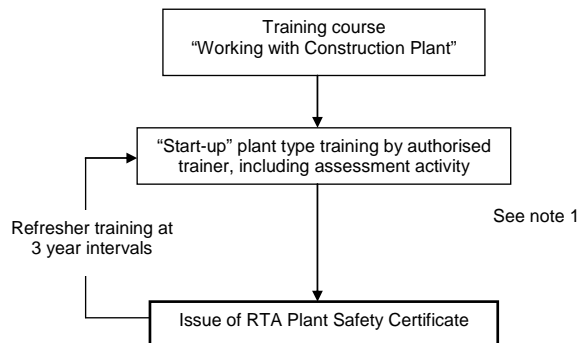 Training course
“Working with Construction Plant”
“Start-up” plant type training by authorised
trainer, including assessment activity
See note 1
Refresher training at
3 year intervals
Issue of RTA Plant Safety Certificate